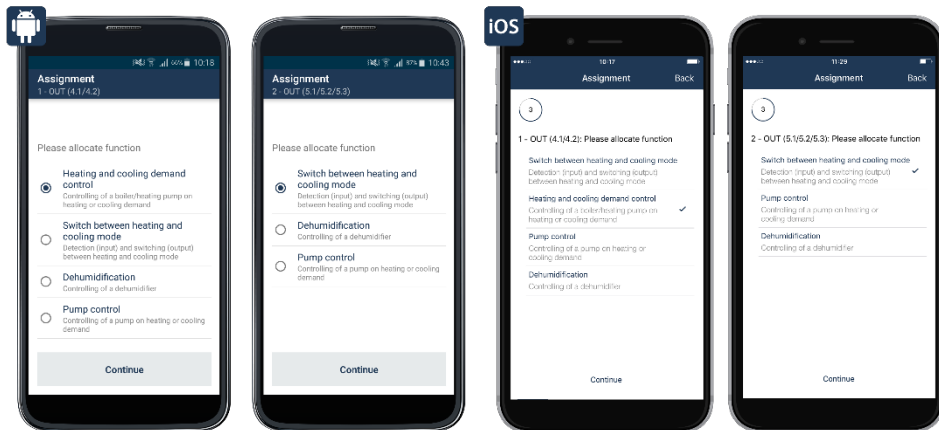 66% 10:18
Assignment
1 - OUT (4.1/4.2)
Please allocate function
Heating and cooling demand
control
Controlling of a boiler/heating pump on
heating or cooling demand
Switch between heating and
cooling mode
Detection (input) and switching (output)
between heating and cooling mode
Dehumidification
Controlling of a dehumidifier
Pump control
Controlling of a pump on heating or cooling
demand
Continue
87% 10:43
Assignment
2 - OUT (5.1/5.2/5.3)
Please allocate function
Switch between heating and
cooling mode
Detection (input) and switching (output)
between heating and cooling mode
Dehumidification
Controlling of a dehumidifier
Pump control
Controlling of a pump on heating or cooling
demand
Continue
iOS
10:17
Assignment Back
3
1 - OUT (4.1/4.2): Please allocate function
Switch between heating and cooling mode
Detection (input) and switching (output)
between heating and cooling mode
Heating and cooling demand control
Controlling of a boiler/heating pump on
heating or cooling demand
Pump control
Controlling of a pump on heating or
cooling demand
Dehumidification
Controlling of a dehumidifier
Continue
11:29
Assignment Back
3
2 - OUT (5.1/5.2/5.3): Please allocate function
Switch between heating and cooling mode
Detection (input) and switching (output)
between heating and cooling mode
Pump control
Controlling of a pump on heating or
cooling demand
Dehumidification
Controlling of a dehumidifier
Continue